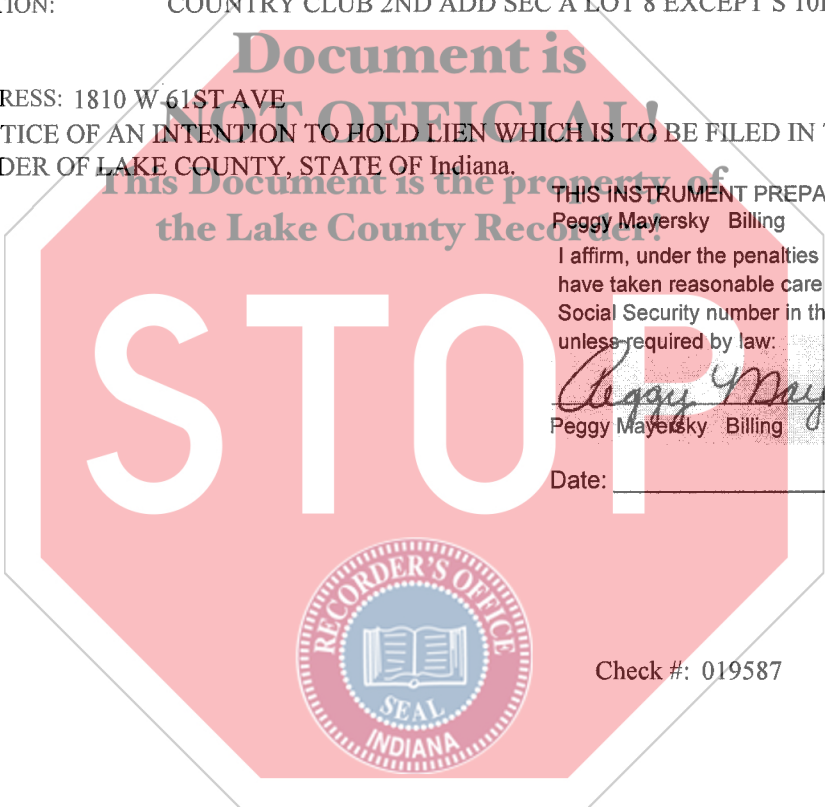 TION: COUNTRY CLUB 2ND ADD SEC A LOT 8 EXCEPT S 10
Document is
RESS: 1810 W 61ST AVE
NOT OFFICIAL!
TICE OF AN INTENTION TO HOLD LIEN WHICH IS TO BE FILED IN
DER OF LAKE COUNTY, STATE OF Indiana.
This Document is the property of
the Lake County Recorder!
THIS INSTRUMENT PREPA
Peggy Mayersky Billing
I affirm, under the penalties
have taken reasonable care
Social Security number in th
unless required by law:
STOP
Peggy May
Peggy Mayersky Billing
Date:
RECORDER'S OFFICE
SEAL
INDIANA
Check #: 019587